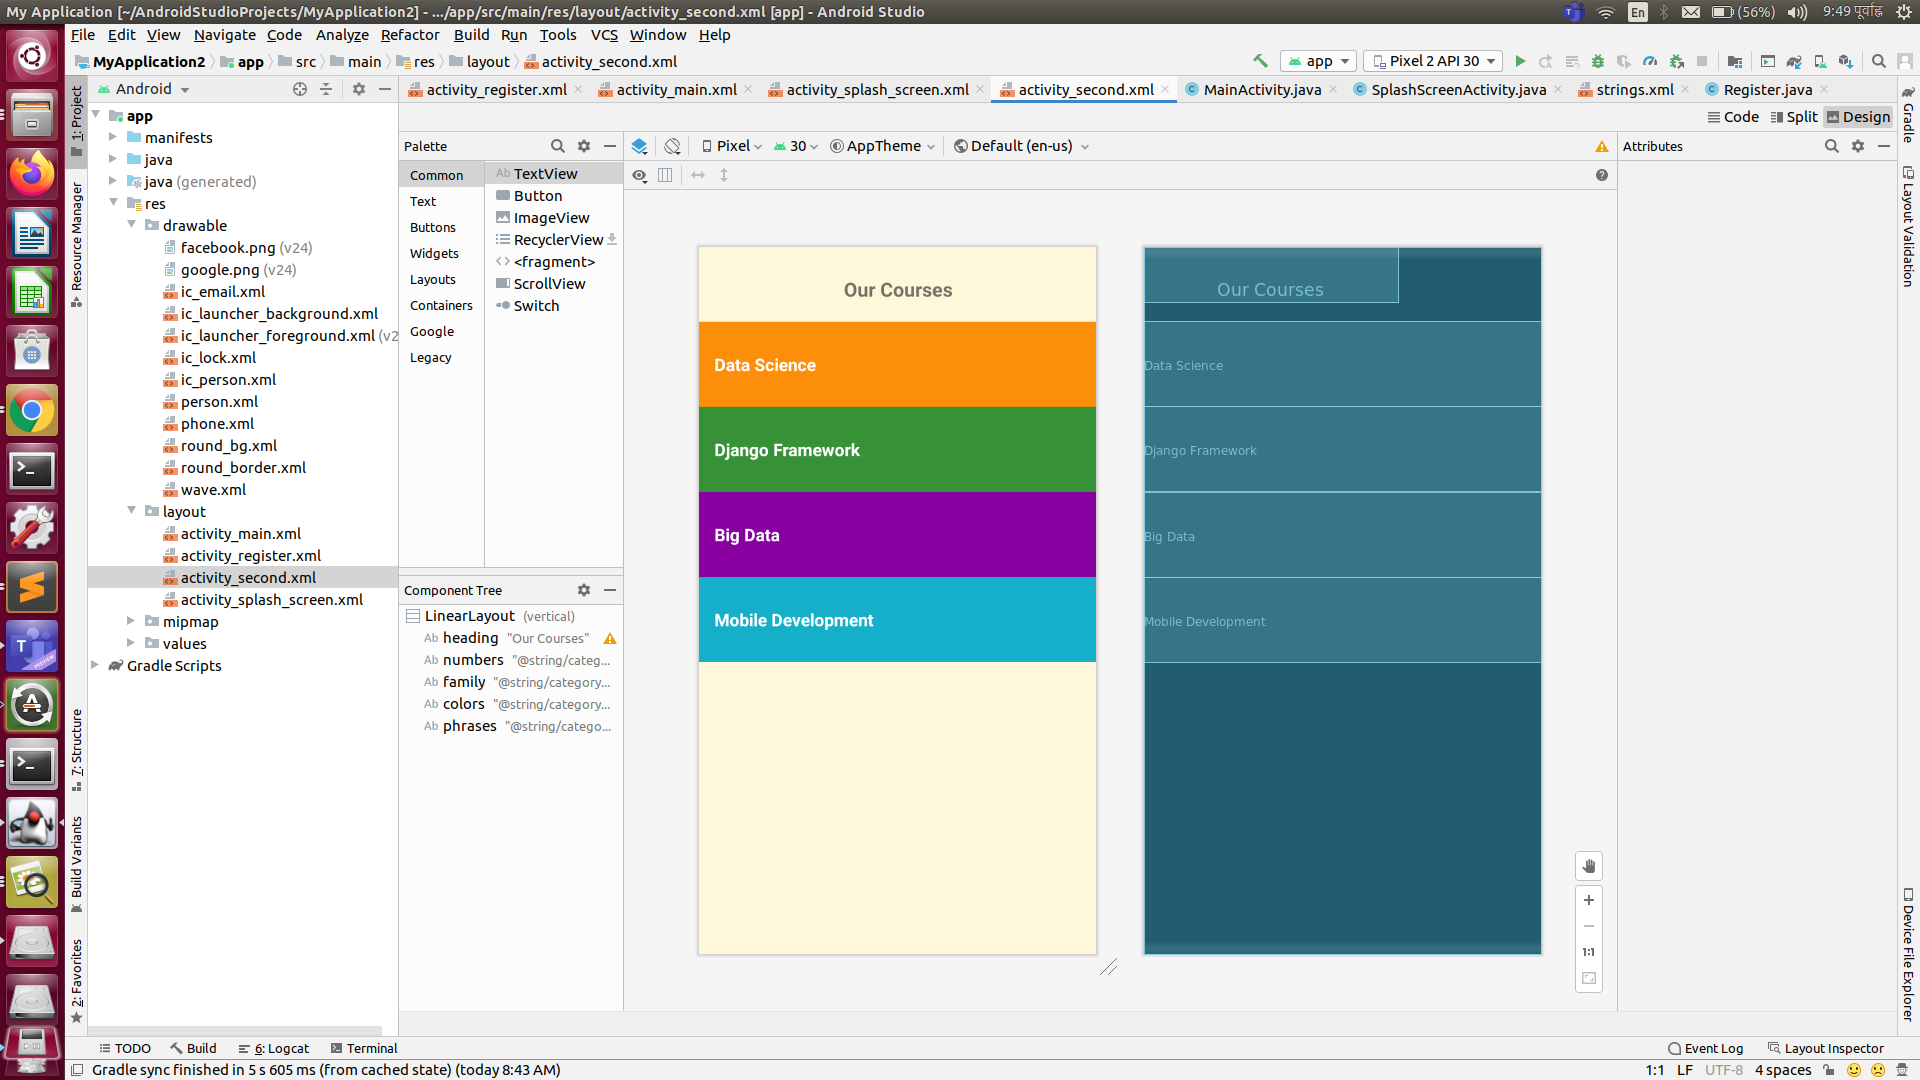 My Application [~/AndroidStudioProjects/MyApplication2] - .../app/src/main/res/layout/activity_second.xml [app] - Android Studio
En (56%) 9:49 पूर्वाह्न
File Edit View Navigate Code Analyze Refactor Build Run Tools VCS Window Help
MyApplication2 app src main res layout activity_second.xml
app Pixel 2 API 30
1: Project
Resource Manager
7: Structure
Build Variants
2: Favorites
Android
app
manifests
java
java (generated)
res
drawable
facebook.png (v24)
google.png (v24)
ic_email.xml
ic_launcher_background.xml
ic_launcher_foreground.xml (v2
ic_lock.xml
ic_person.xml
person.xml
phone.xml
round_bg.xml
round_border.xml
wave.xml
layout
activity_main.xml
activity_register.xml
activity_second.xml
activity_splash_screen.xml
mipmap
values
Gradle Scripts
activity_register.xml activity_main.xml activity_splash_screen.xml activity_second.xml MainActivity.java SplashScreenActivity.java strings.xml Register.java
Code Split Design
Palette
Common
Text
Buttons
Widgets
Layouts
Containers
Google
Legacy
Ab TextView
Button
ImageView
RecyclerView
<fragment>
ScrollView
Switch
Component Tree
LinearLayout (vertical)
Ab heading "Our Courses"
Ab numbers "@string/categ...
Ab family "@string/category...
Ab colors "@string/category...
Ab phrases "@string/catego...
Pixel 30 AppTheme Default (en-us)
Our Courses
Data Science
Django Framework
Big Data
Mobile Development
Our Courses
Data Science
Django Framework
Big Data
Mobile Development
1:1
Attributes
Gradle
Layout Validation
Device File Explorer
TODO Build 6: Logcat Terminal
Event Log Layout Inspector
Gradle sync finished in 5 s 605 ms (from cached state) (today 8:43 AM)
1:1 LF UTF-8 4 spaces